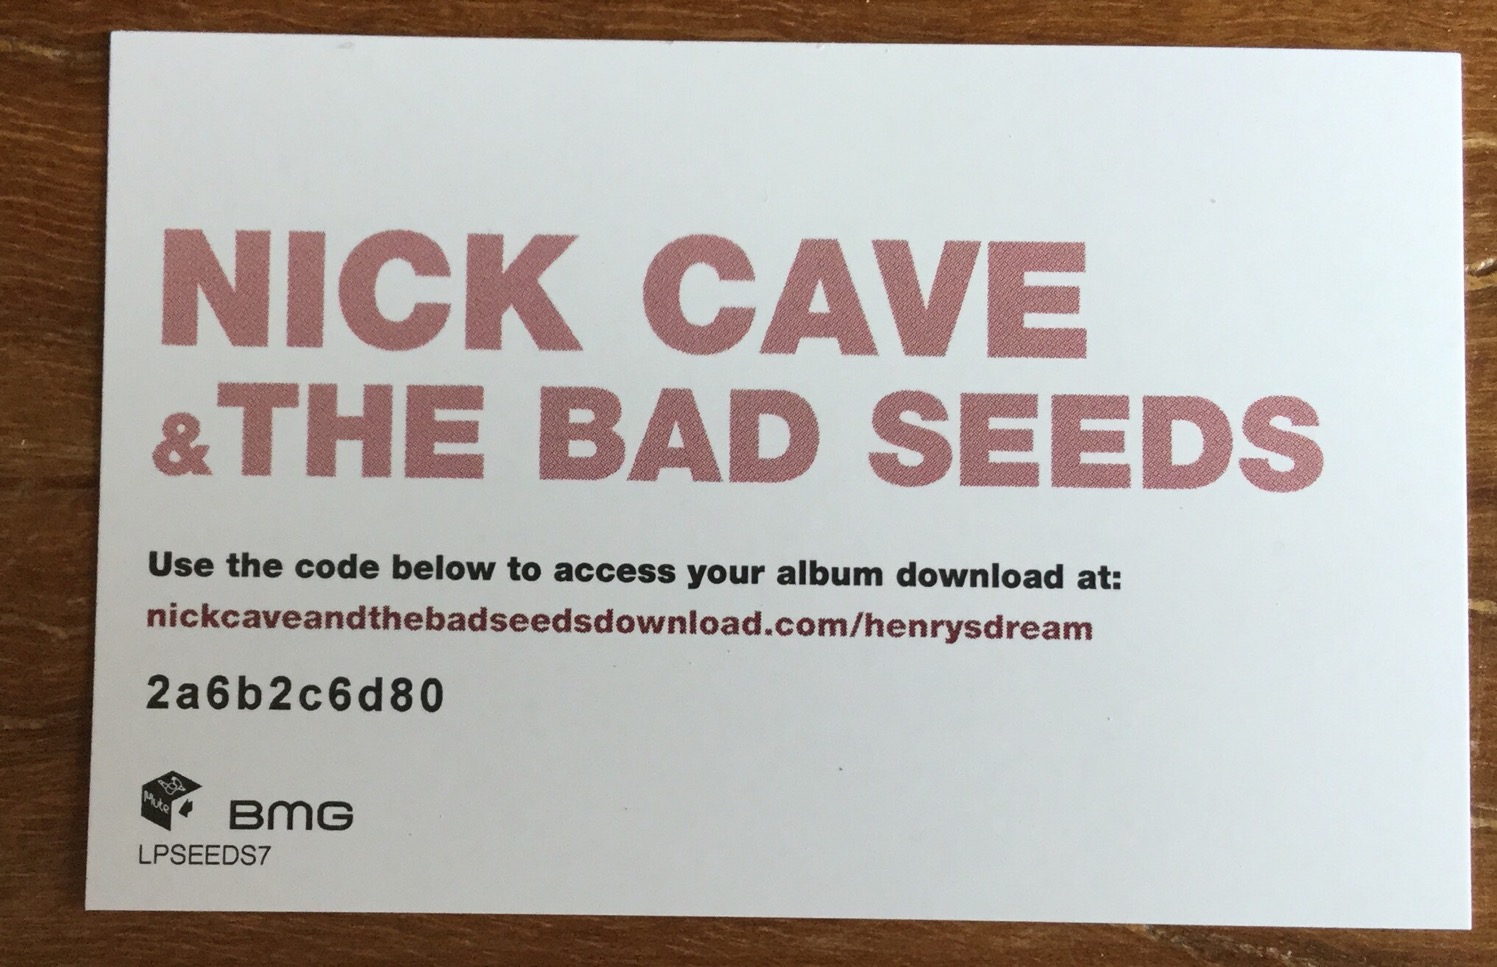 NICK CAVE
&THE BAD SEEDS
Use the code below to access your album download at:
nickcaveandthebadseedsdownload.com/henrysdream
2a6b2c6d80
Mute
BMG
LPSEEDS7